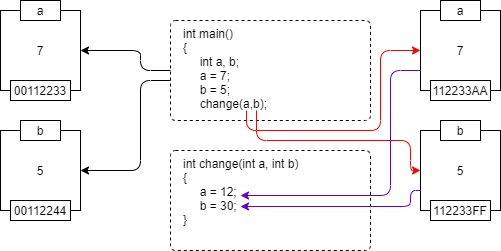 a
7
00112233
b
5
00112244
int main()
{
int a, b;
a = 7;
b = 5;
change(a,b);
}
int change(int a, int b)
{
a = 12;
b = 30;
}
a
7
112233AA
b
5
112233FF